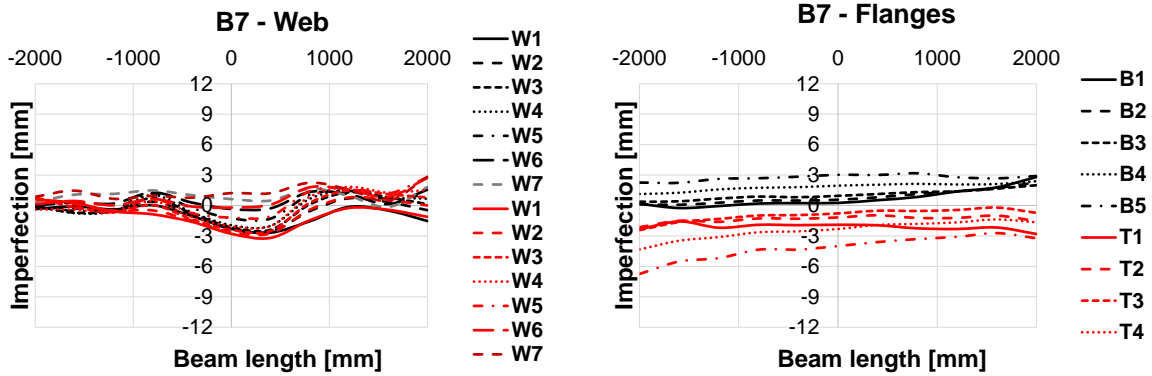 B7 - Web
-2000 -1000 0 1000 2000
12
9
6
3
0
-3
-6
-9
-12
Imperfection [mm]
Beam length [mm]
W1
W2
W3
W4
W5
W6
W7
W1
W2
W3
W4
W5
W6
W7
B7 - Flanges
-2000 -1000 0 1000 2000
12
9
6
3
0
-3
-6
-9
-12
Imperfection [mm]
Beam length [mm]
B1
B2
B3
B4
B5
T1
T2
T3
T4